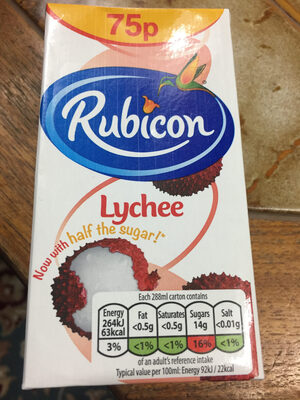 75p
Rubicon
Lychee
Now with half the sugar!*
Each 288ml carton contains
Energy Fat Saturates Sugars Salt
264kJ <0.5g <0.5g 14g <0.01g
63kcal
3% <1% <1% 16% <1%
of an adult's reference intake
Typical value per 100ml: Energy 92kJ / 22kcal